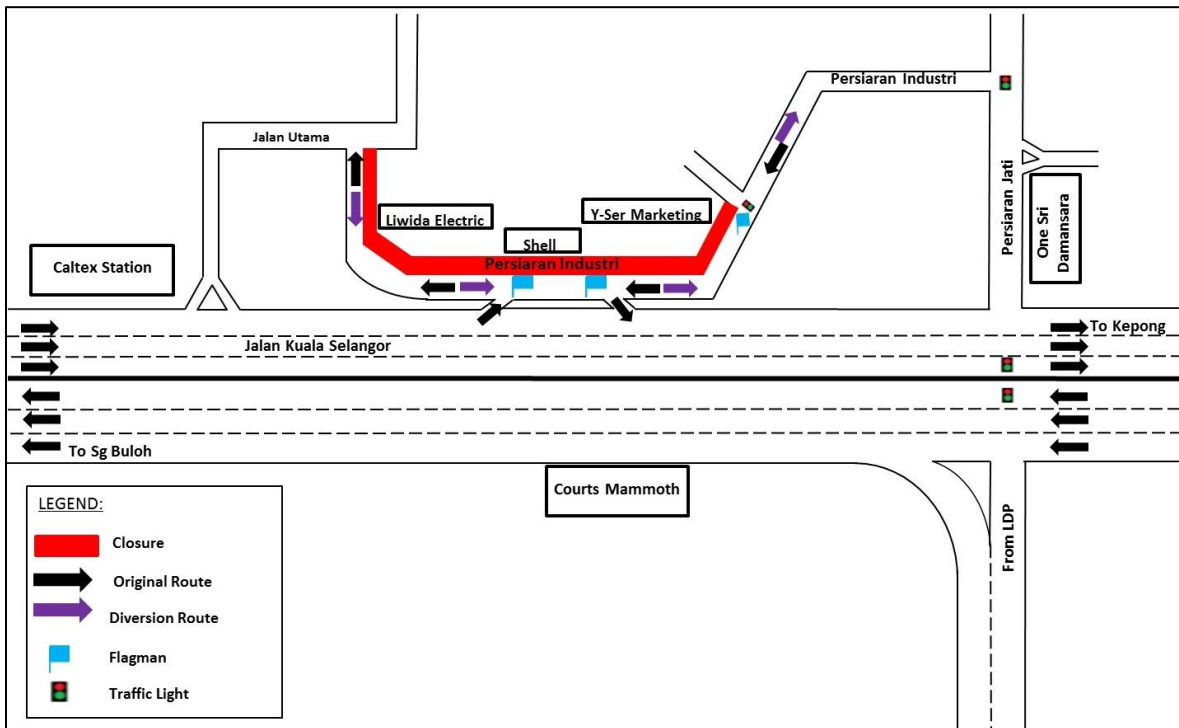 Persiaran Industri
Jalan Utama
Persiaran Jati
One Sri
Damansara
Liwida Electric
Y-Ser Marketing
Shell
Caltex Station
Persiaran Industri
To Kepong
Jalan Kuala Selangor
To Sg Buloh
Courts Mammoth
From LDP
LEGEND:
Closure
Original Route
Diversion Route
Flagman
Traffic Light